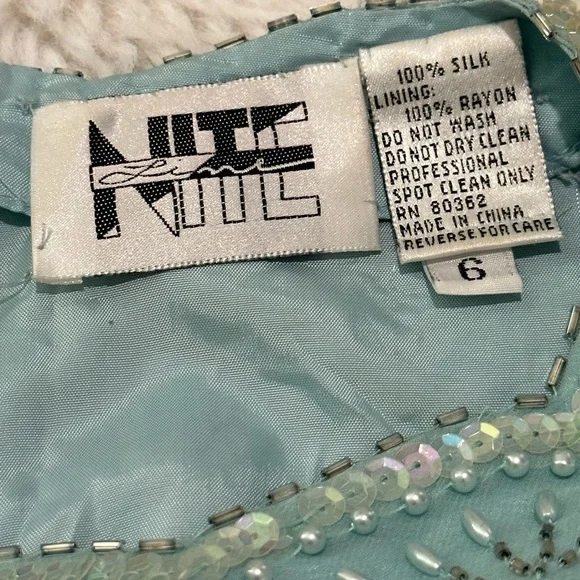 NITE
Line
100% SILK
LINING:
100% RAYON
DO NOT WASH
DO NOT DRY CLEAN
PROFESSIONAL
SPOT CLEAN ONLY
RN 80362
MADE IN CHINA
REVERSE FOR CARE
6